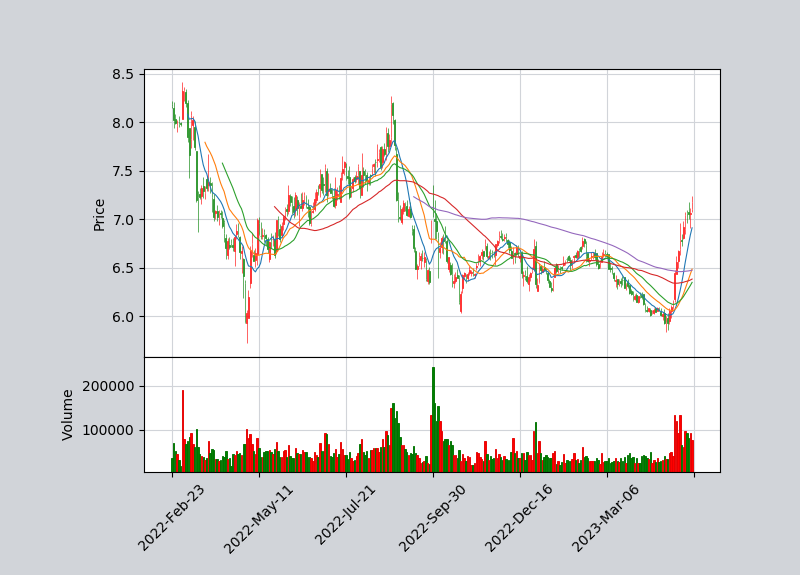 8.5
8.0
7.5
7.0
6.5
6.0
Price
200000
100000
Volume
2022-Feb-23
2022-May-11
2022-Jul-21
2022-Sep-30
2022-Dec-16
2023-Mar-06